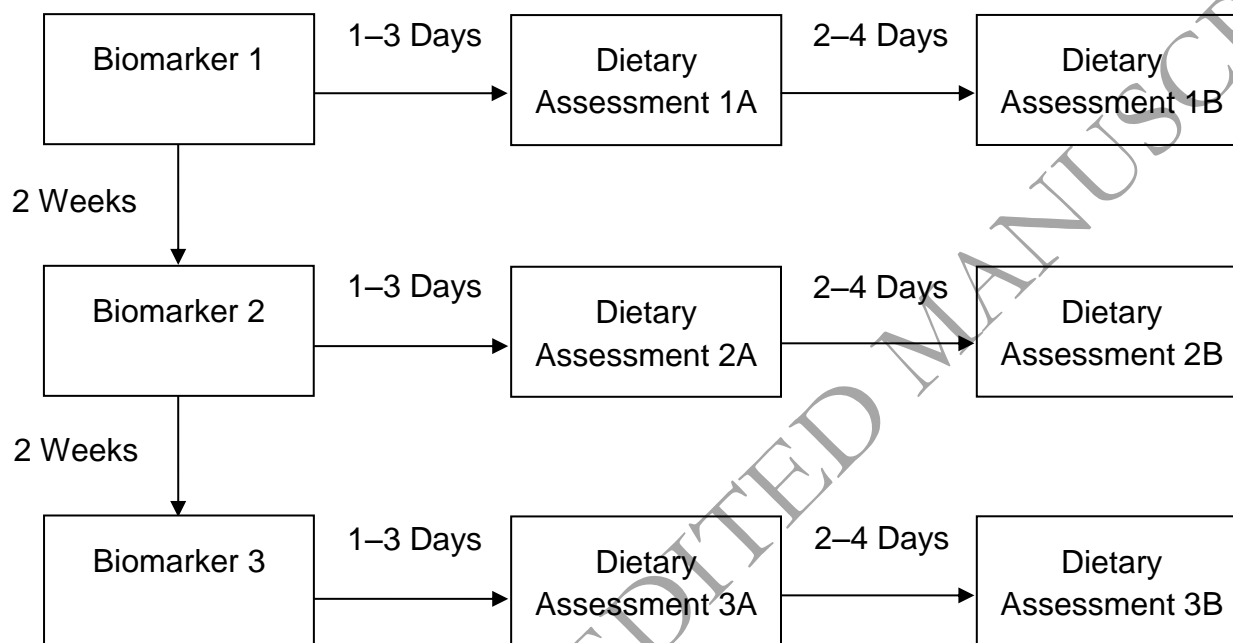 1–3 Days
2–4 Days
Biomarker 1
Dietary
Assessment 1A
Dietary
Assessment 1B
2 Weeks
1–3 Days
2–4 Days
Biomarker 2
Dietary
Assessment 2A
Dietary
Assessment 2B
2 Weeks
1–3 Days
2–4 Days
Biomarker 3
Dietary
Assessment 3A
Dietary
Assessment 3B